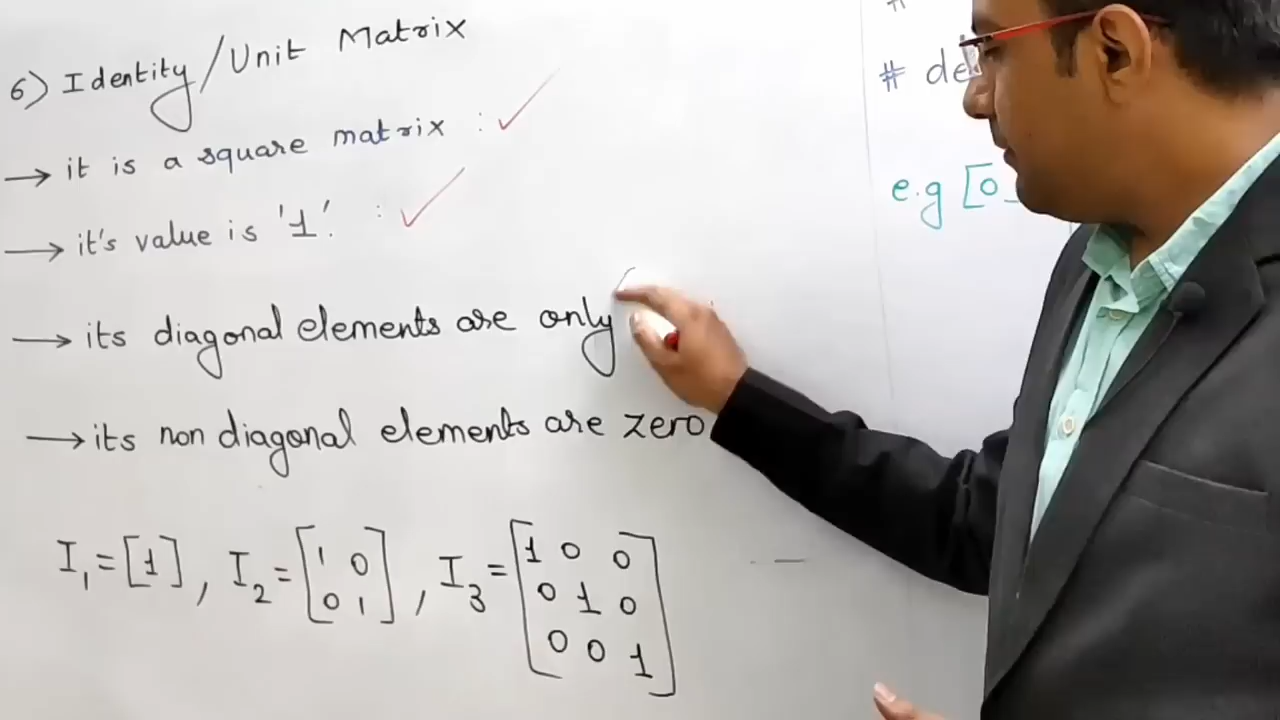 6) Identity/Unit Matrix
→ it is a square matrix : ✓
→ it's value is '1'. : ✓
→ its diagonal elements are only
→ its non diagonal elements are zero
I₁ = [1], I₂ = [1 0
0 1], I₃ = [1 0 0
0 1 0
0 0 1] —
#
e.g [0